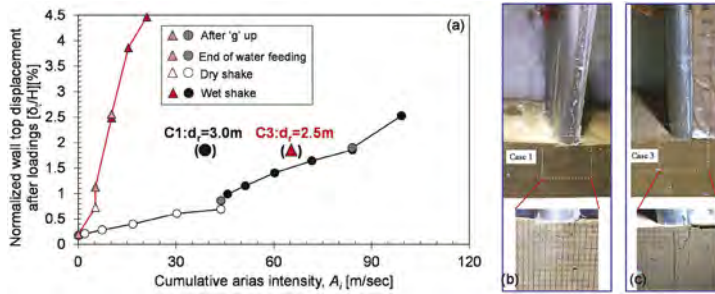 4.5
4
3.5
3
2.5
2
1.5
1
0.5
0
Normalized wall top displacement
after loadings [δr/H][%]
(a)
After 'g' up
End of water feeding
Dry shake
Wet shake
C1:dr=3.0m
C3:dr=2.5m
( )
( )
0 30 60 90 120
Cumulative arias intensity, Ai [m/sec]
Case 1
(b)
Case 3
(c)